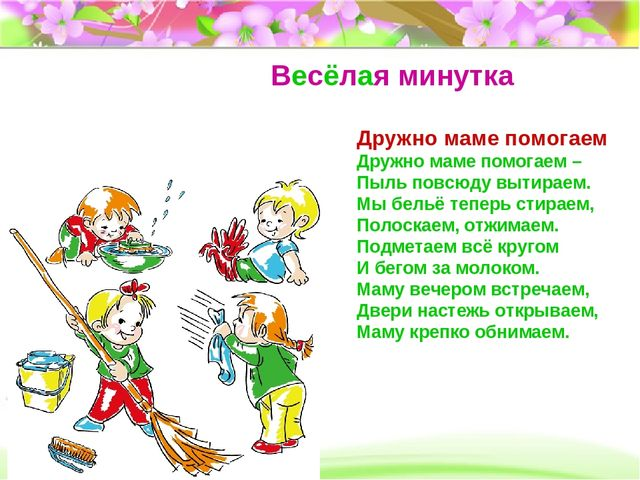 Весёлая минутка
Дружно маме помогаем
Дружно маме помогаем –
Пыль повсюду вытираем.
Мы бельё теперь стираем,
Полоскаем, отжимаем.
Подметаем всё кругом
И бегом за молоком.
Маму вечером встречаем,
Двери настежь открываем,
Маму крепко обнимаем.